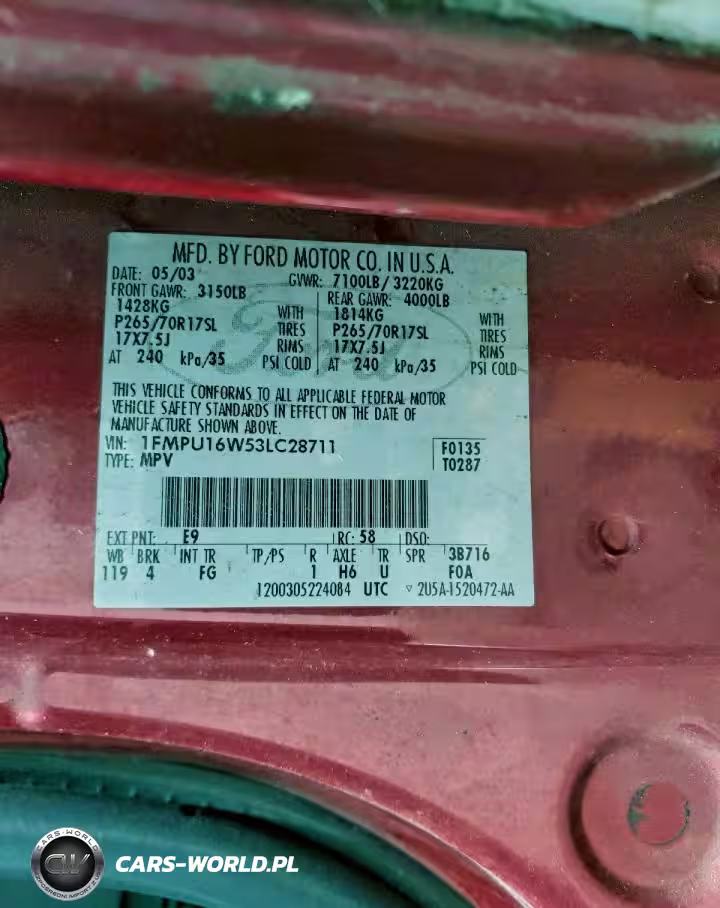 MFD. BY FORD MOTOR CO. IN U.S.A.
DATE: 05/03 GVWR: 7100LB/ 3220KG
FRONT GAWR: 3150LB REAR GAWR: 4000LB
1428KG WITH 1814KG WITH
P265/70R17SL TIRES P265/70R17SL TIRES
17X7.5J RIMS 17X7.5J RIMS
AT 240 kPa/35 PSI COLD AT 240 kPa/35 PSI COLD
Ford
THIS VEHICLE CONFORMS TO ALL APPLICABLE FEDERAL MOTOR
VEHICLE SAFETY STANDARDS IN EFFECT ON THE DATE OF
MANUFACTURE SHOWN ABOVE.
VIN: 1FMPU16W53LC28711 F0135
TYPE: MPV T0287
EXT PNT: E9 RC: 58 DSO:
WB BRK INT TR TP/PS R AXLE TR SPR 3B716
119 4 FG 1 H6 U F0A
1200305224084 UTC ▽ 2U5A-1520472-AA
CARS-WORLD
CW
CARS-WORLD.PL